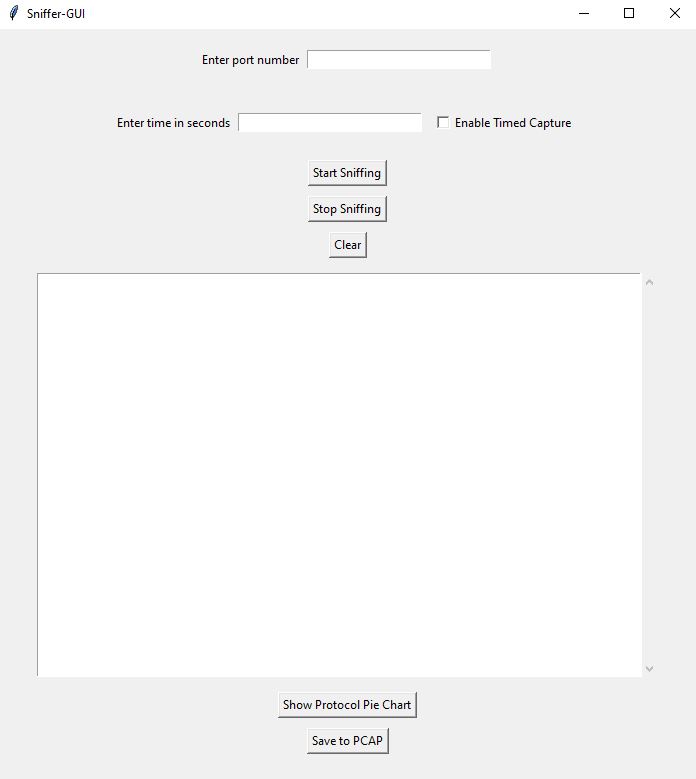 Sniffer-GUI
Enter port number
Enter time in seconds Enable Timed Capture
Start Sniffing
Stop Sniffing
Clear
Show Protocol Pie Chart
Save to PCAP